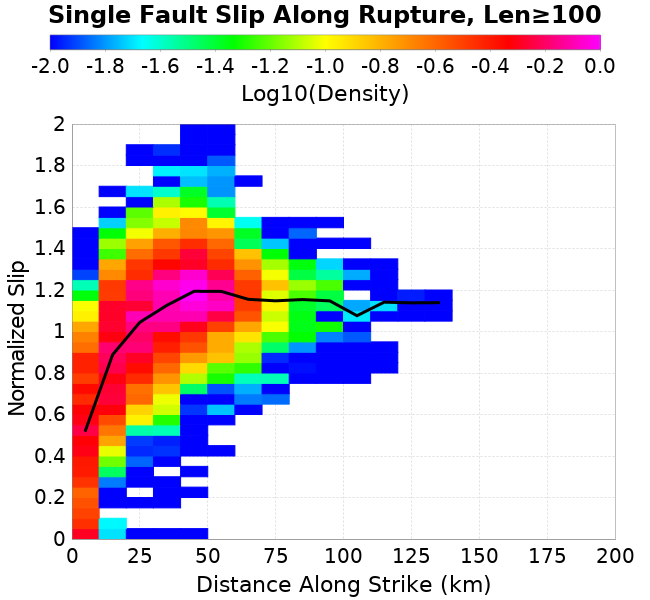 Single Fault Slip Along Rupture, Len≥100
-2.0 -1.8 -1.6 -1.4 -1.2 -1.0 -0.8 -0.6 -0.4 -0.2 0.0
Log10(Density)
Normalized Slip
2
1.8
1.6
1.4
1.2
1
0.8
0.6
0.4
0.2
0
0 25 50 75 100 125 150 175 200
Distance Along Strike (km)